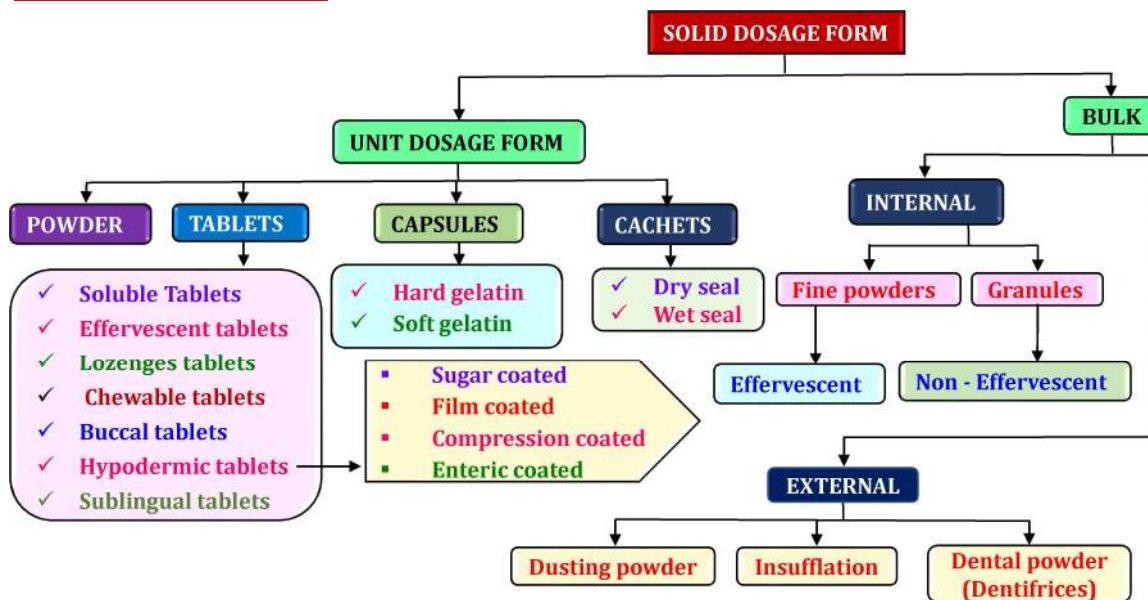 SOLID DOSAGE FORM
UNIT DOSAGE FORM
BULK
POWDER
TABLETS
CAPSULES
CACHETS
INTERNAL
Soluble Tablets
Effervescent tablets
Lozenges tablets
Chewable tablets
Buccal tablets
Hypodermic tablets
Sublingual tablets
Hard gelatin
Soft gelatin
Dry seal
Wet seal
Fine powders
Granules
Effervescent
Non - Effervescent
Sugar coated
Film coated
Compression coated
Enteric coated
EXTERNAL
Dusting powder
Insufflation
Dental powder
(Dentifrices)